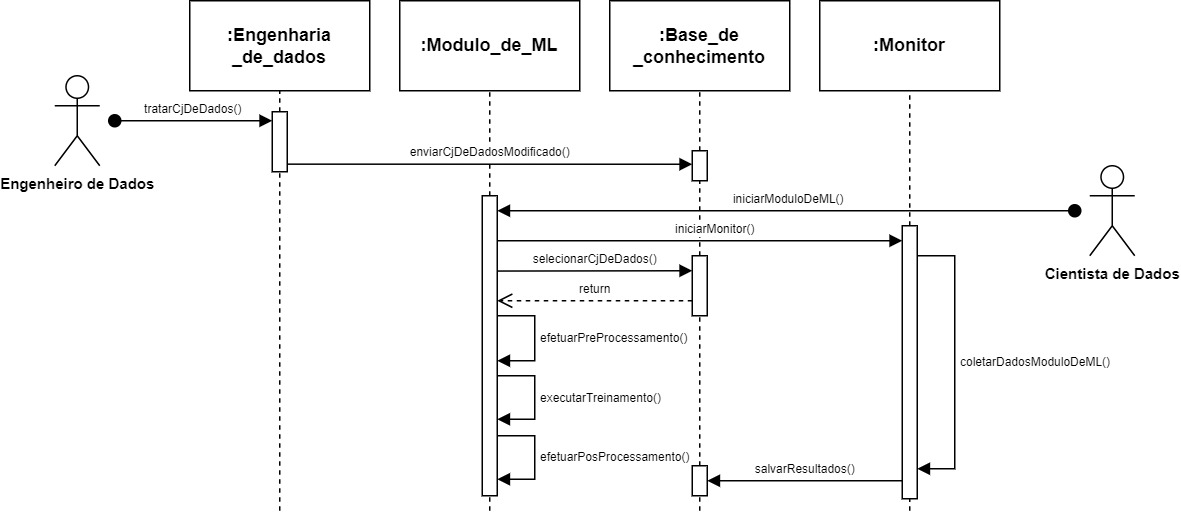 :Engenharia
_de_dados
:Modulo_de_ML
:Base_de
_conhecimento
:Monitor
tratarCjDeDados()
Engenheiro de Dados
enviarCjDeDadosModificado()
iniciarModuloDeML()
iniciarMonitor()
selecionarCjDeDados()
Cientista de Dados
return
efetuarPreProcessamento()
coletarDadosModuloDeML()
executarTreinamento()
efetuarPosProcessamento()
salvarResultados()